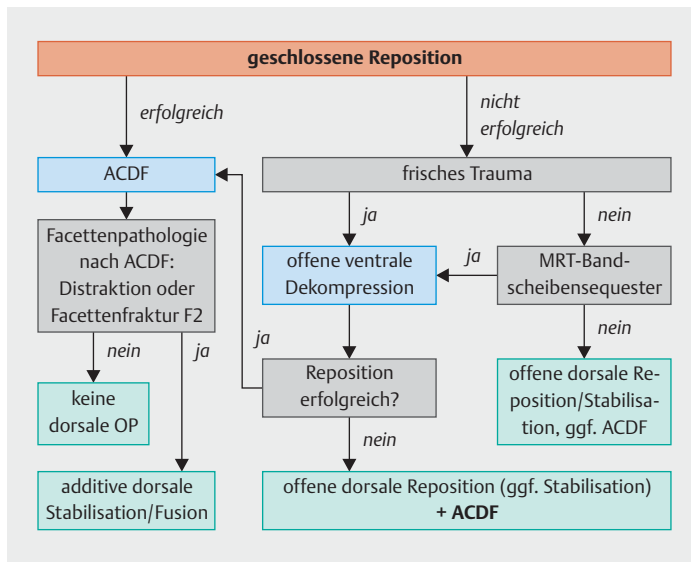 geschlossene Reposition
erfolgreich
nicht
erfolgreich
ACDF
frisches Trauma
ja
nein
Facettenpathologie
nach ACDF:
Distraktion oder
Facettenfraktur F2
offene ventrale
Dekompression
ja
MRT-Band-
scheibensequester
nein
ja
ja
nein
keine
dorsale OP
Reposition
erfolgreich?
offene dorsale Re-
position/Stabilisa-
tion, ggf. ACDF
nein
additive dorsale
Stabilisation/Fusion
offene dorsale Reposition (ggf. Stabilisation)
+ ACDF